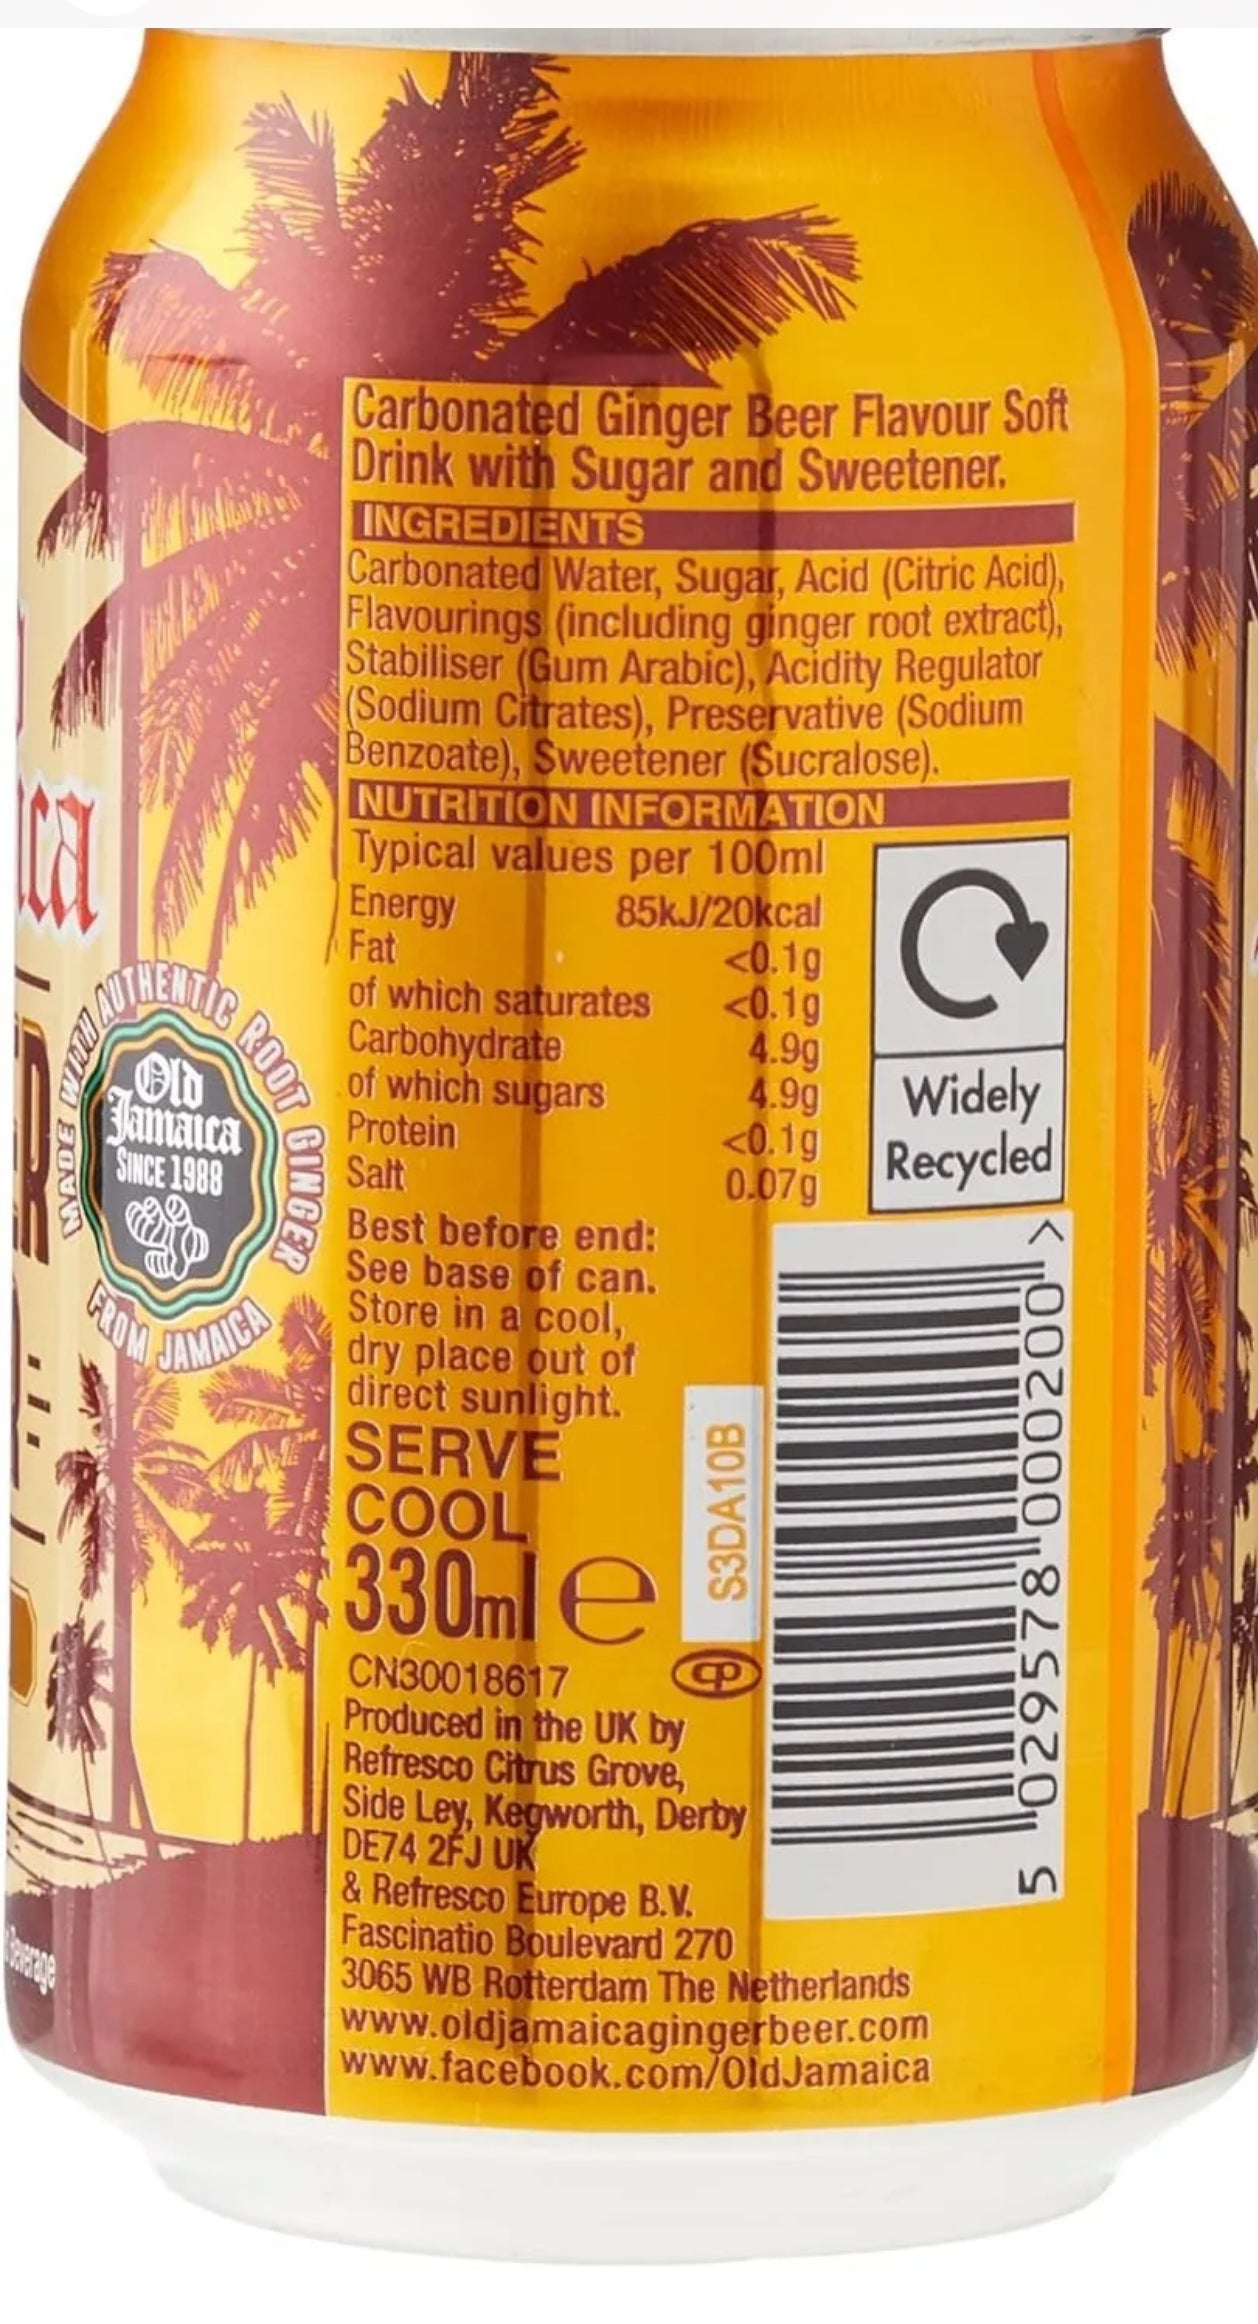 Carbonated Ginger Beer Flavour Soft
Drink with Sugar and Sweetener.
INGREDIENTS
Carbonated Water, Sugar, Acid (Citric Acid),
Flavourings (including ginger root extract),
Stabiliser (Gum Arabic), Acidity Regulator
(Sodium Citrates), Preservative (Sodium
Benzoate), Sweetener (Sucralose).
NUTRITION INFORMATION
Typical values per 100ml
Energy 85kJ/20kcal
Fat <0.1g
of which saturates <0.1g
Carbohydrate 4.9g
of which sugars 4.9g
Protein <0.1g
Salt 0.07g
Widely
Recycled
Best before end:
See base of can.
Store in a cool,
dry place out of
direct sunlight.
SERVE
COOL
330ml e
S3DA10B
CN30018617
cp
Produced in the UK by
Refresco Citrus Grove,
Side Ley, Kegworth, Derby
DE74 2FJ UK
& Refresco Europe B.V.
Fascinatio Boulevard 270
3065 WB Rotterdam The Netherlands
www.oldjamaicagingerbeer.com
www.facebook.com/OldJamaica
5 029578 000200 >
MADE WITH AUTHENTIC ROOT GINGER
FROM JAMAICA
Old
Jamaica
SINCE 1988
ica
ER
Beverage